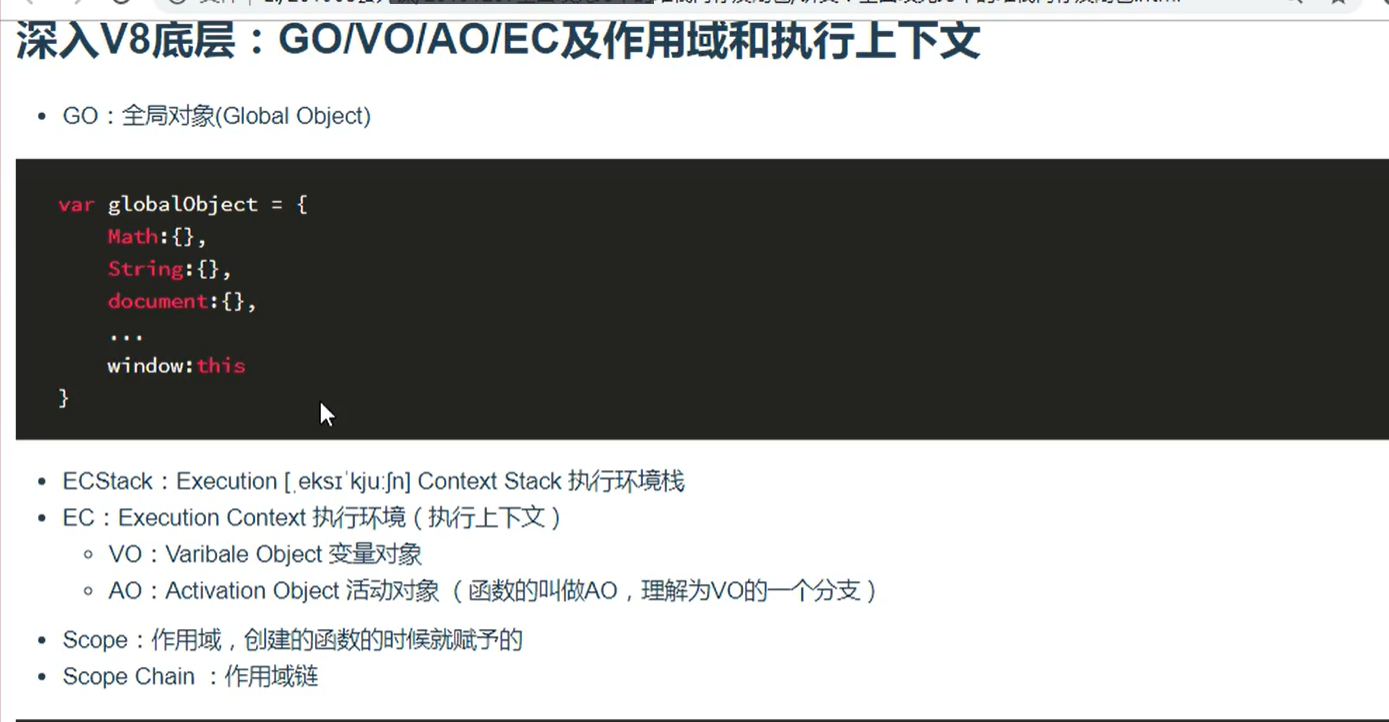 深入V8底层：GO/VO/AO/EC及作用域和执行上下文
• GO：全局对象(Global Object)
var globalObject = {
Math:{},
String:{},
document:{},
...
window:this
}
• ECStack：Execution [ˌeksɪˈkjuːʃn] Context Stack 执行环境栈
• EC：Execution Context 执行环境（执行上下文）
◦ VO：Varibale Object 变量对象
◦ AO：Activation Object 活动对象 （函数的叫做AO，理解为VO的一个分支）
• Scope：作用域，创建的函数的时候就赋予的
• Scope Chain ：作用域链